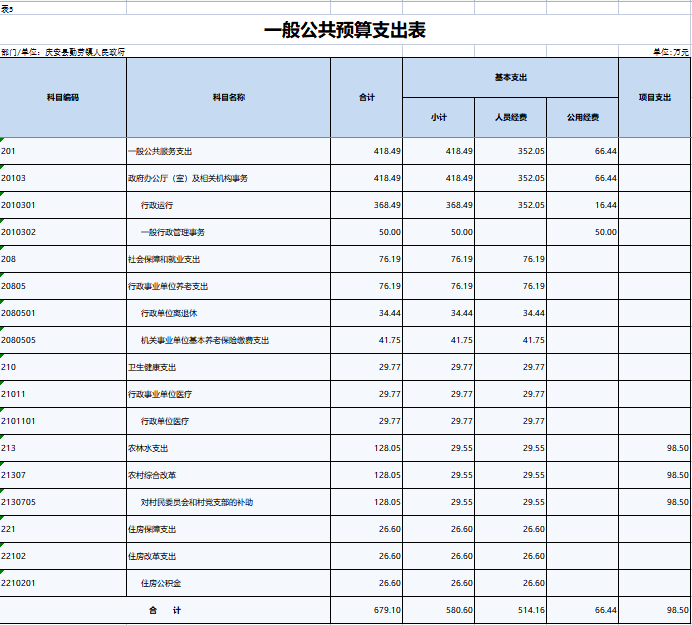 表5
一般公共预算支出表
部门/单位：庆安县勤劳镇人民政府 单位:万元
科目编码 科目名称 合计 基本支出 项目支出
小计 人员经费 公用经费
201 一般公共服务支出 418.49 418.49 352.05 66.44
20103 政府办公厅（室）及相关机构事务 418.49 418.49 352.05 66.44
2010301 行政运行 368.49 368.49 352.05 16.44
2010302 一般行政管理事务 50.00 50.00 50.00
208 社会保障和就业支出 76.19 76.19 76.19
20805 行政事业单位养老支出 76.19 76.19 76.19
2080501 行政单位离退休 34.44 34.44 34.44
2080505 机关事业单位基本养老保险缴费支出 41.75 41.75 41.75
210 卫生健康支出 29.77 29.77 29.77
21011 行政事业单位医疗 29.77 29.77 29.77
2101101 行政单位医疗 29.77 29.77 29.77
213 农林水支出 128.05 29.55 29.55 98.50
21307 农村综合改革 128.05 29.55 29.55 98.50
2130705 对村民委员会和村党支部的补助 128.05 29.55 29.55 98.50
221 住房保障支出 26.60 26.60 26.60
22102 住房改革支出 26.60 26.60 26.60
2210201 住房公积金 26.60 26.60 26.60
合 计 679.10 580.60 514.16 66.44 98.50